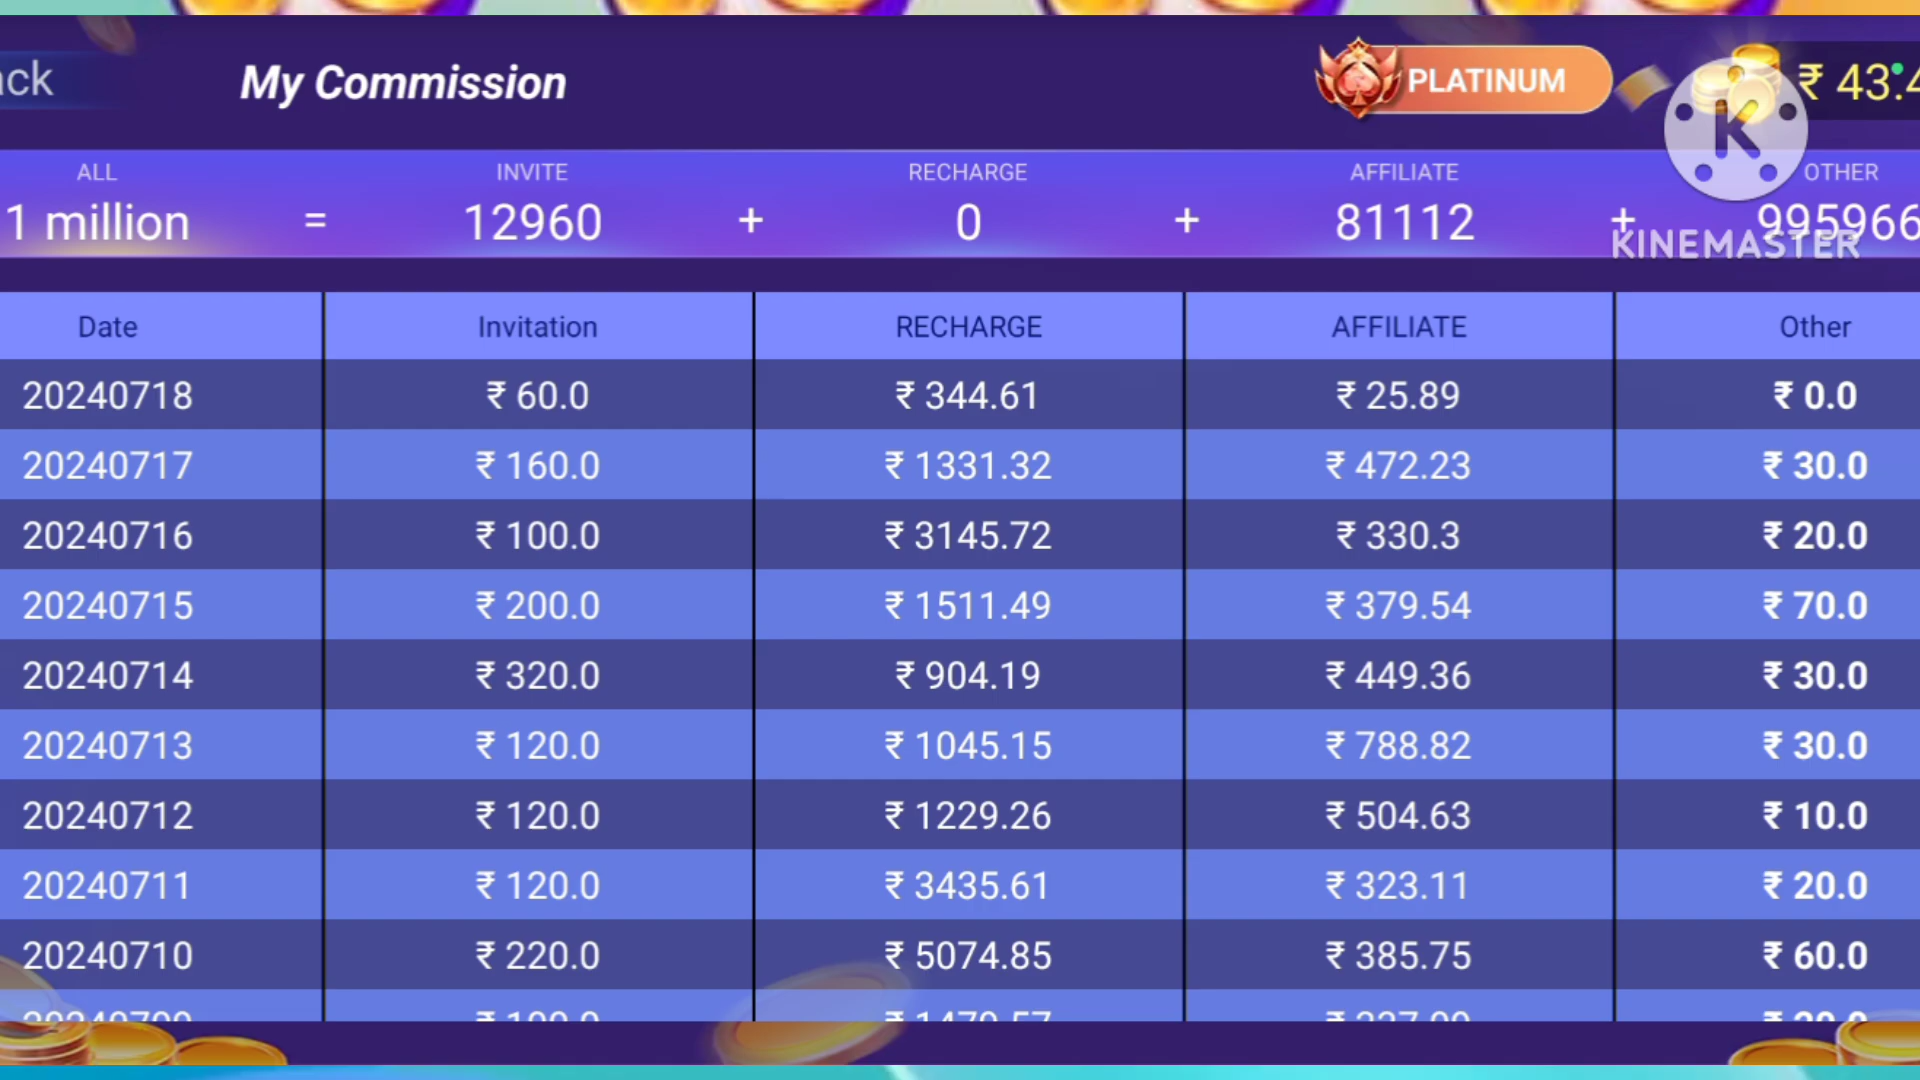 ck
My Commission
PLATINUM
₹ 43.4
ALL
INVITE
RECHARGE
AFFILIATE
OTHER
1 million
=
12960
+
0
+
81112
+
995966
KINEMASTER
Date
Invitation
RECHARGE
AFFILIATE
Other
20240718 ₹ 60.0 ₹ 344.61 ₹ 25.89 ₹ 0.0
20240717 ₹ 160.0 ₹ 1331.32 ₹ 472.23 ₹ 30.0
20240716 ₹ 100.0 ₹ 3145.72 ₹ 330.3 ₹ 20.0
20240715 ₹ 200.0 ₹ 1511.49 ₹ 379.54 ₹ 70.0
20240714 ₹ 320.0 ₹ 904.19 ₹ 449.36 ₹ 30.0
20240713 ₹ 120.0 ₹ 1045.15 ₹ 788.82 ₹ 30.0
20240712 ₹ 120.0 ₹ 1229.26 ₹ 504.63 ₹ 10.0
20240711 ₹ 120.0 ₹ 3435.61 ₹ 323.11 ₹ 20.0
20240710 ₹ 220.0 ₹ 5074.85 ₹ 385.75 ₹ 60.0